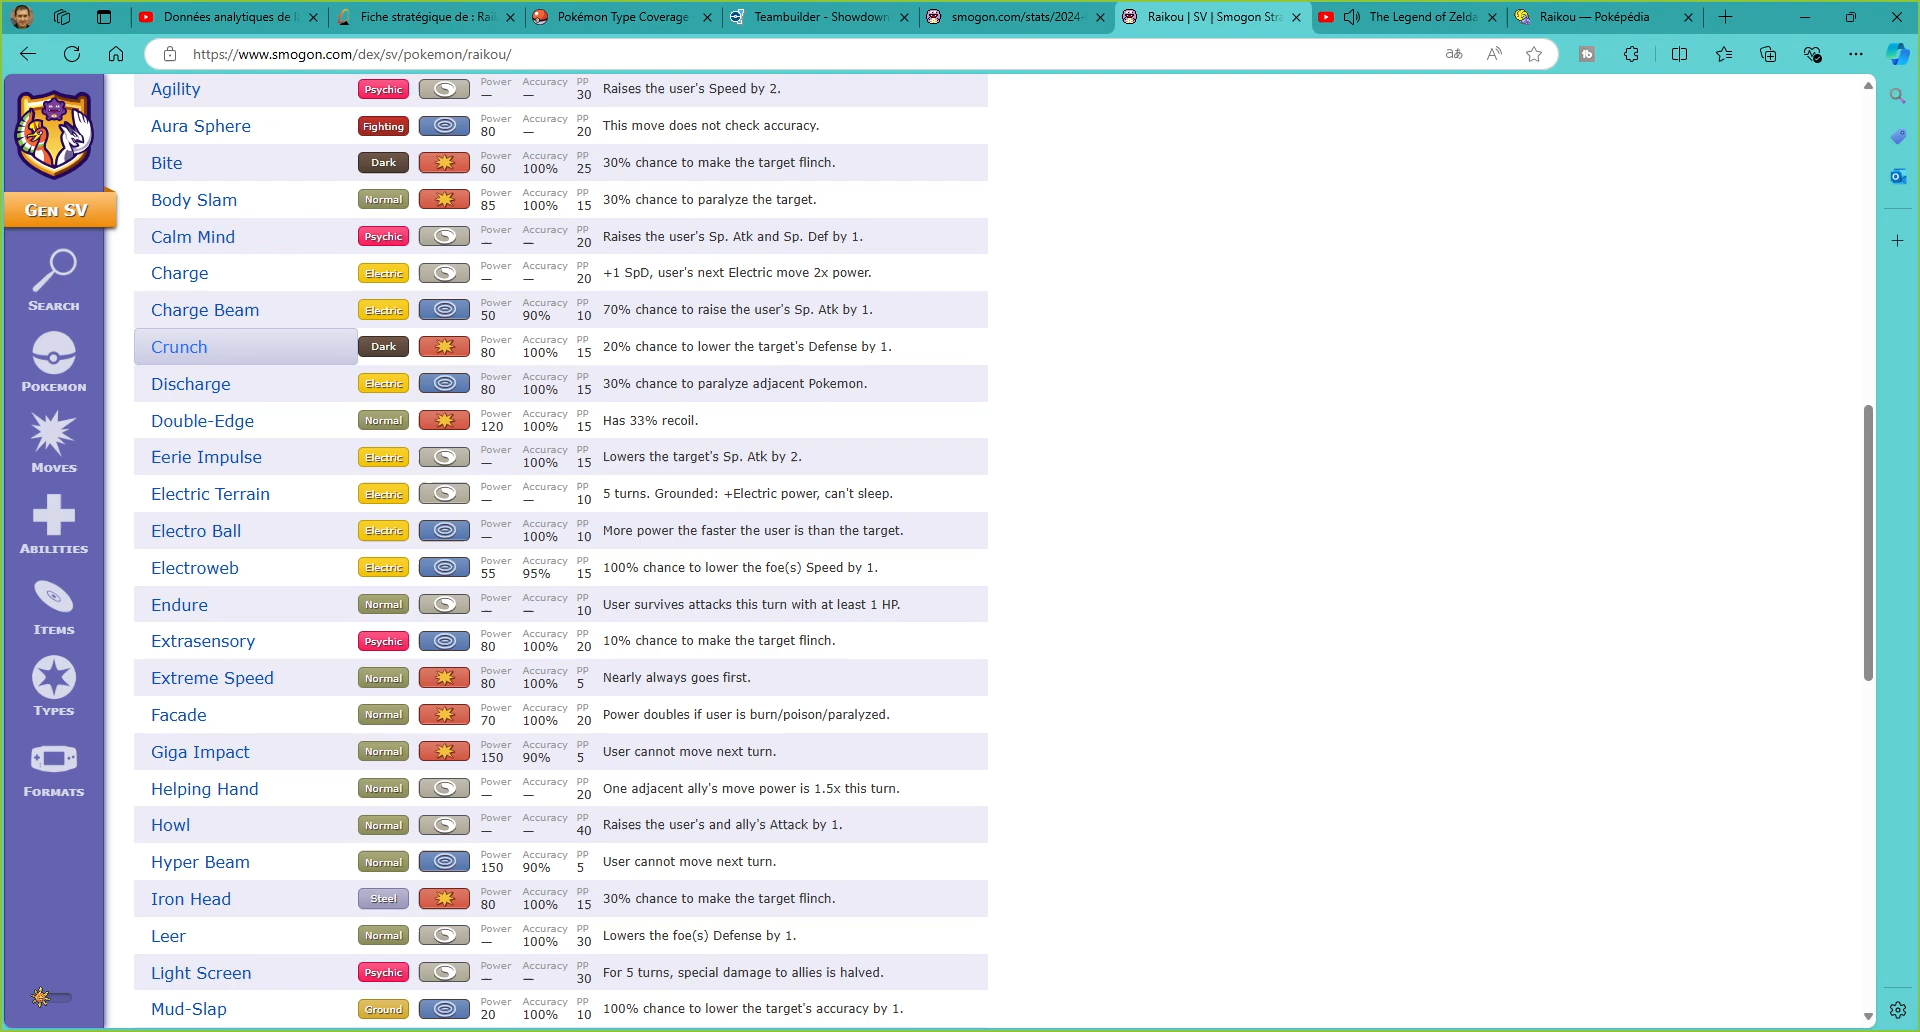 Données analytiques de l
Fiche stratégique de : Rai
Pokémon Type Coverage
Teambuilder - Showdown
smogon.com/stats/2024-
Raikou | SV | Smogon Stra
The Legend of Zelda
Raikou — Poképédia
https://www.smogon.com/dex/sv/pokemon/raikou/
Gen SV
Search
Pokemon
Moves
Abilities
Items
Types
Formats
Agility Psychic Power — Accuracy — PP 30 Raises the user's Speed by 2.
Aura Sphere Fighting Power 80 Accuracy — PP 20 This move does not check accuracy.
Bite Dark Power 60 Accuracy 100% PP 25 30% chance to make the target flinch.
Body Slam Normal Power 85 Accuracy 100% PP 15 30% chance to paralyze the target.
Calm Mind Psychic Power — Accuracy — PP 20 Raises the user's Sp. Atk and Sp. Def by 1.
Charge Electric Power — Accuracy — PP 20 +1 SpD, user's next Electric move 2x power.
Charge Beam Electric Power 50 Accuracy 90% PP 10 70% chance to raise the user's Sp. Atk by 1.
Crunch Dark Power 80 Accuracy 100% PP 15 20% chance to lower the target's Defense by 1.
Discharge Electric Power 80 Accuracy 100% PP 15 30% chance to paralyze adjacent Pokemon.
Double-Edge Normal Power 120 Accuracy 100% PP 15 Has 33% recoil.
Eerie Impulse Electric Power — Accuracy 100% PP 15 Lowers the target's Sp. Atk by 2.
Electric Terrain Electric Power — Accuracy — PP 10 5 turns. Grounded: +Electric power, can't sleep.
Electro Ball Electric Power — Accuracy 100% PP 10 More power the faster the user is than the target.
Electroweb Electric Power 55 Accuracy 95% PP 15 100% chance to lower the foe(s) Speed by 1.
Endure Normal Power — Accuracy — PP 10 User survives attacks this turn with at least 1 HP.
Extrasensory Psychic Power 80 Accuracy 100% PP 20 10% chance to make the target flinch.
Extreme Speed Normal Power 80 Accuracy 100% PP 5 Nearly always goes first.
Facade Normal Power 70 Accuracy 100% PP 20 Power doubles if user is burn/poison/paralyzed.
Giga Impact Normal Power 150 Accuracy 90% PP 5 User cannot move next turn.
Helping Hand Normal Power — Accuracy — PP 20 One adjacent ally's move power is 1.5x this turn.
Howl Normal Power — Accuracy — PP 40 Raises the user's and ally's Attack by 1.
Hyper Beam Normal Power 150 Accuracy 90% PP 5 User cannot move next turn.
Iron Head Steel Power 80 Accuracy 100% PP 15 30% chance to make the target flinch.
Leer Normal Power — Accuracy 100% PP 30 Lowers the foe(s) Defense by 1.
Light Screen Psychic Power — Accuracy — PP 30 For 5 turns, special damage to allies is halved.
Mud-Slap Ground Power 20 Accuracy 100% PP 10 100% chance to lower the target's accuracy by 1.